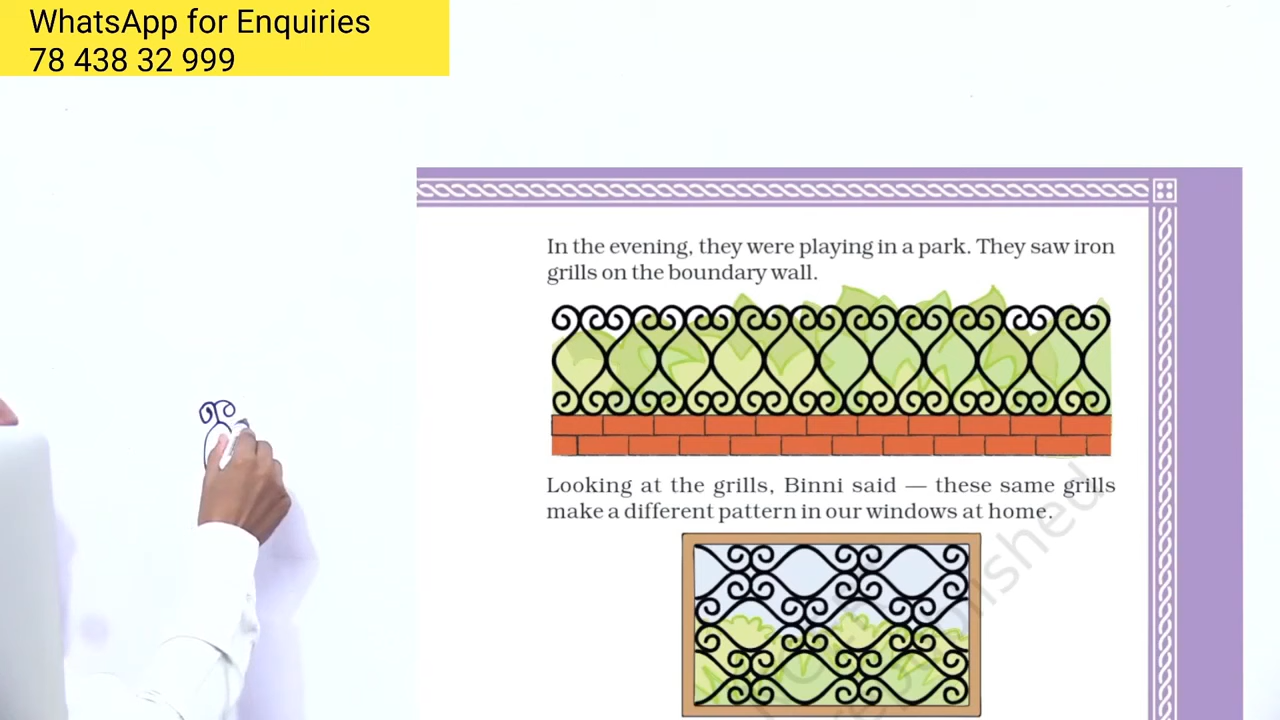 WhatsApp for Enquiries
78 438 32 999
In the evening, they were playing in a park. They saw iron
grills on the boundary wall.
Looking at the grills, Binni said — these same grills
make a different pattern in our windows at home.